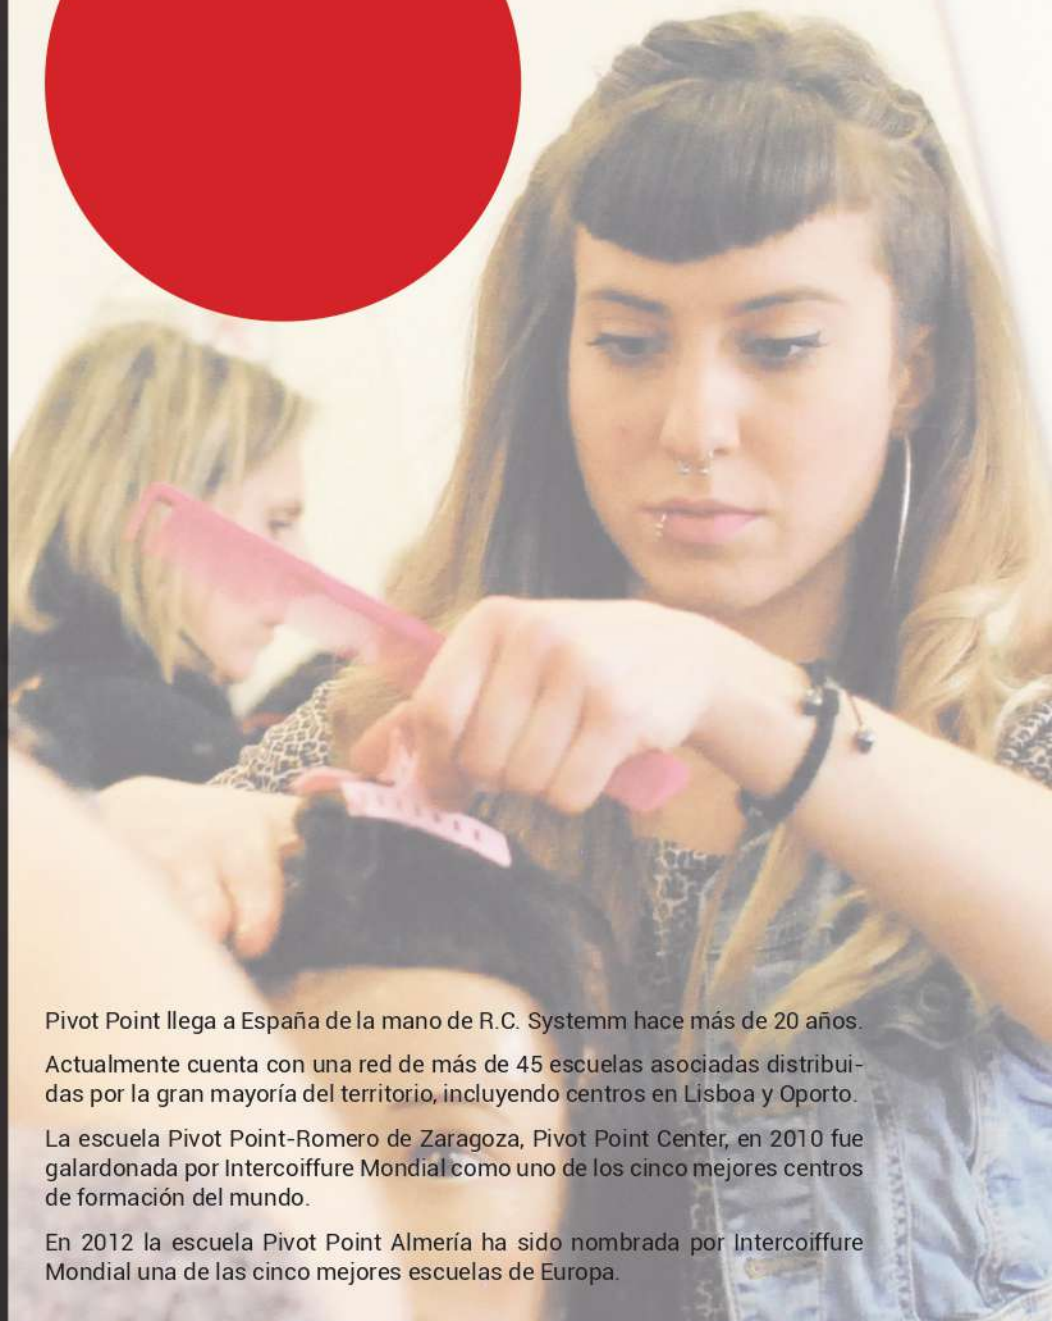 Pivot Point llega a España de la mano de R.C. Systemm hace más de 20 años.
Actualmente cuenta con una red de más de 45 escuelas asociadas distribui-
das por la gran mayoría del territorio, incluyendo centros en Lisboa y Oporto.
La escuela Pivot Point-Romero de Zaragoza, Pivot Point Center, en 2010 fue
galardonada por Intercoiffure Mondial como uno de los cinco mejores centros
de formación del mundo.
En 2012 la escuela Pivot Point Almería ha sido nombrada por Intercoiffure
Mondial una de las cinco mejores escuelas de Europa.